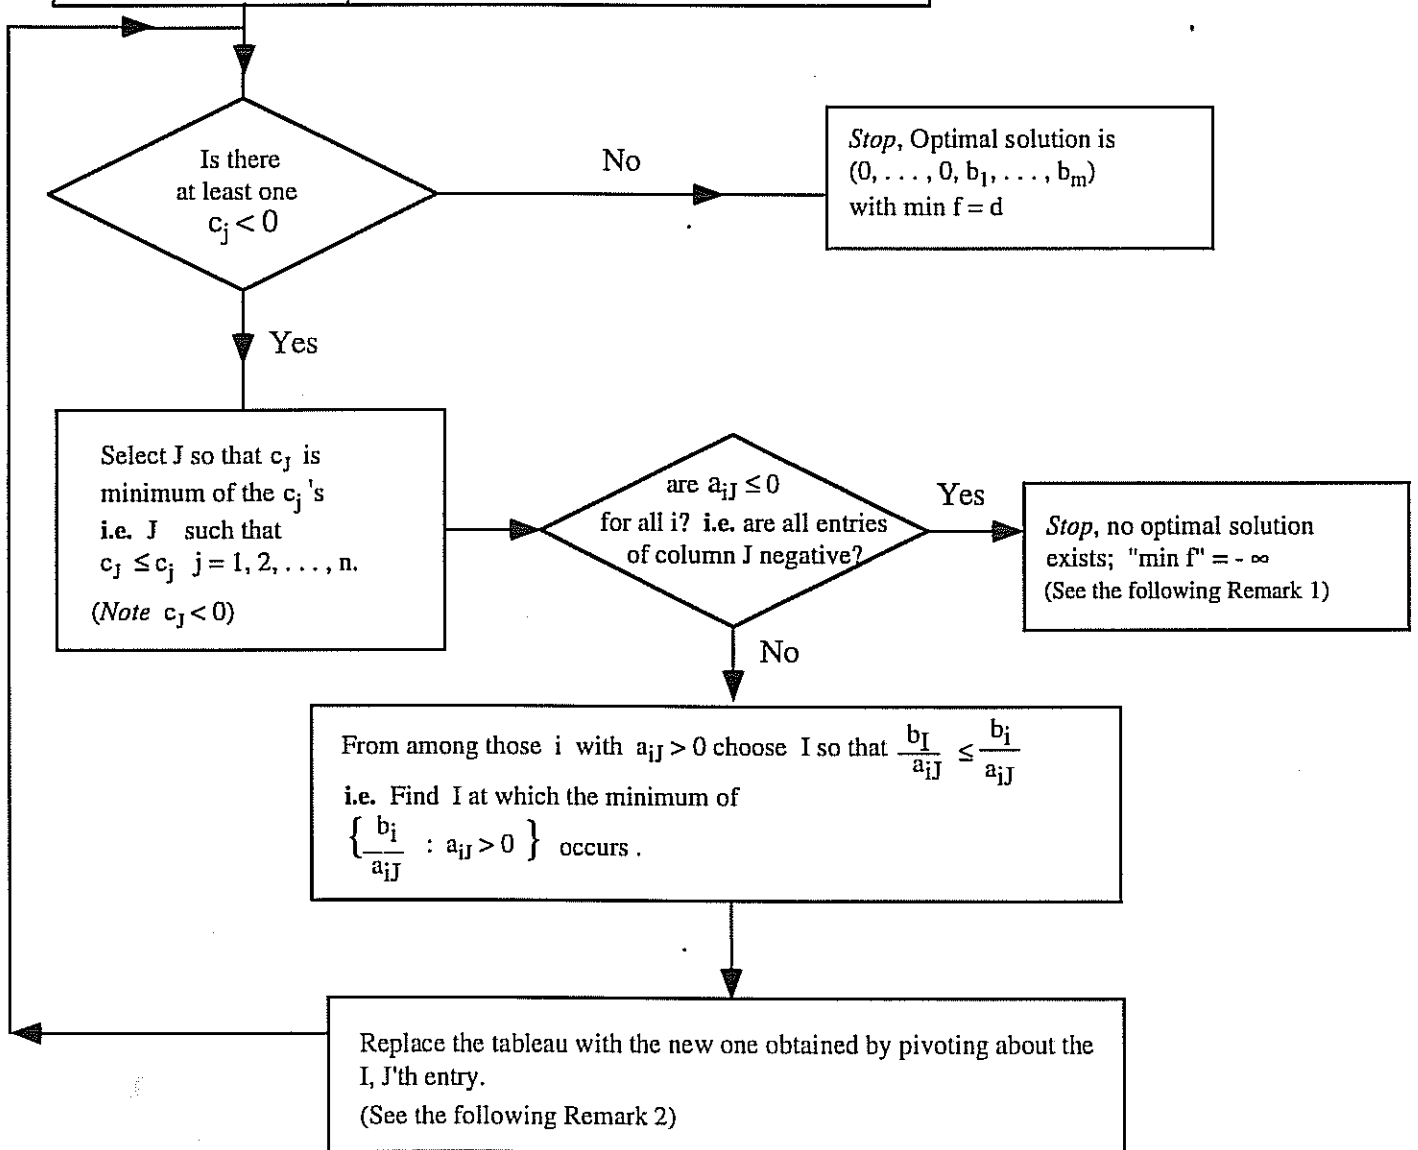 Is there
at least one
c_j < 0
No
Stop, Optimal solution is
(0, . . . , 0, b_1, . . . , b_m)
with min f = d
Yes
Select J so that c_J is
minimum of the c_j 's
i.e. J such that
c_J ≤ c_j j = 1, 2, . . . , n.
(Note c_J < 0)
are a_iJ ≤ 0
for all i? i.e. are all entries
of column J negative?
Yes
Stop, no optimal solution
exists; "min f" = - ∞
(See the following Remark 1)
No
From among those i with a_iJ > 0 choose I so that b_I / a_iJ ≤ b_i / a_iJ
i.e. Find I at which the minimum of
{ b_i / a_iJ : a_iJ > 0 } occurs .
Replace the tableau with the new one obtained by pivoting about the
I, J'th entry.
(See the following Remark 2)